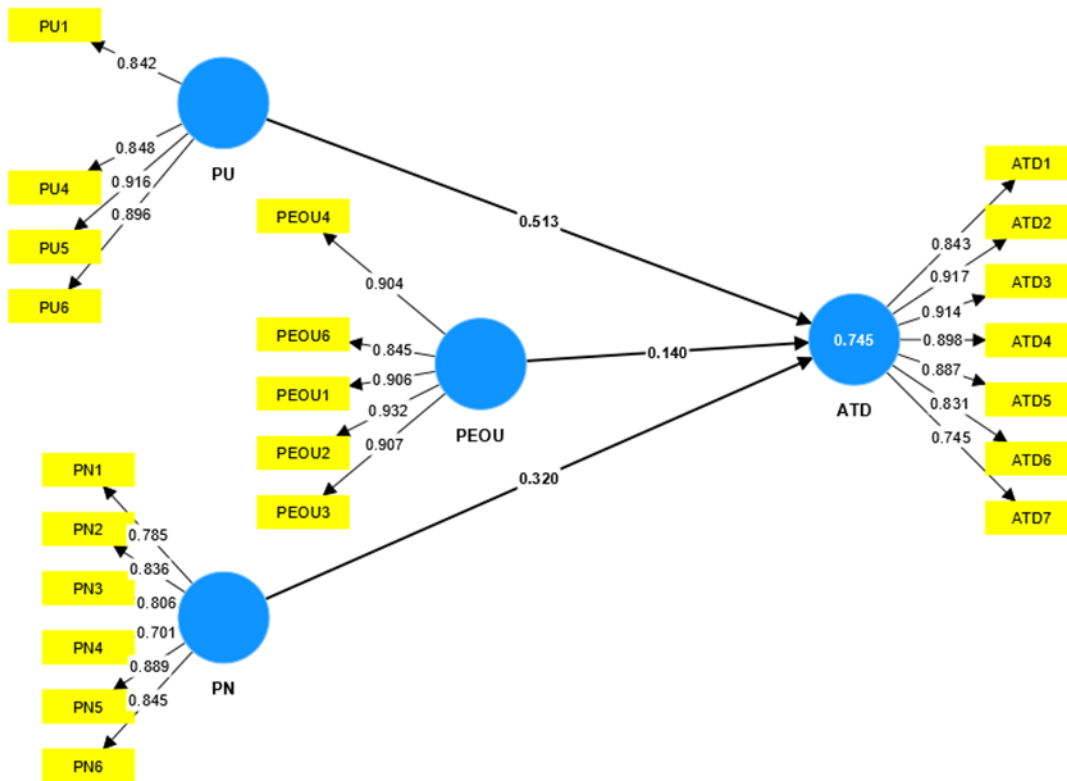 PU1
0.842
0.848
PU4
0.916
PU5
0.896
PU6
PU
0.513
PEOU4
0.904
PEOU6
0.845
PEOU1
0.906
PEOU2
0.932
PEOU3
0.907
PEOU
0.140
PN1
0.785
PN2
0.836
PN3
0.806
PN4
0.701
PN5
0.889
PN6
0.845
PN
0.320
0.745
ATD
ATD1
0.843
ATD2
0.917
ATD3
0.914
ATD4
0.898
ATD5
0.887
ATD6
0.831
ATD7
0.745